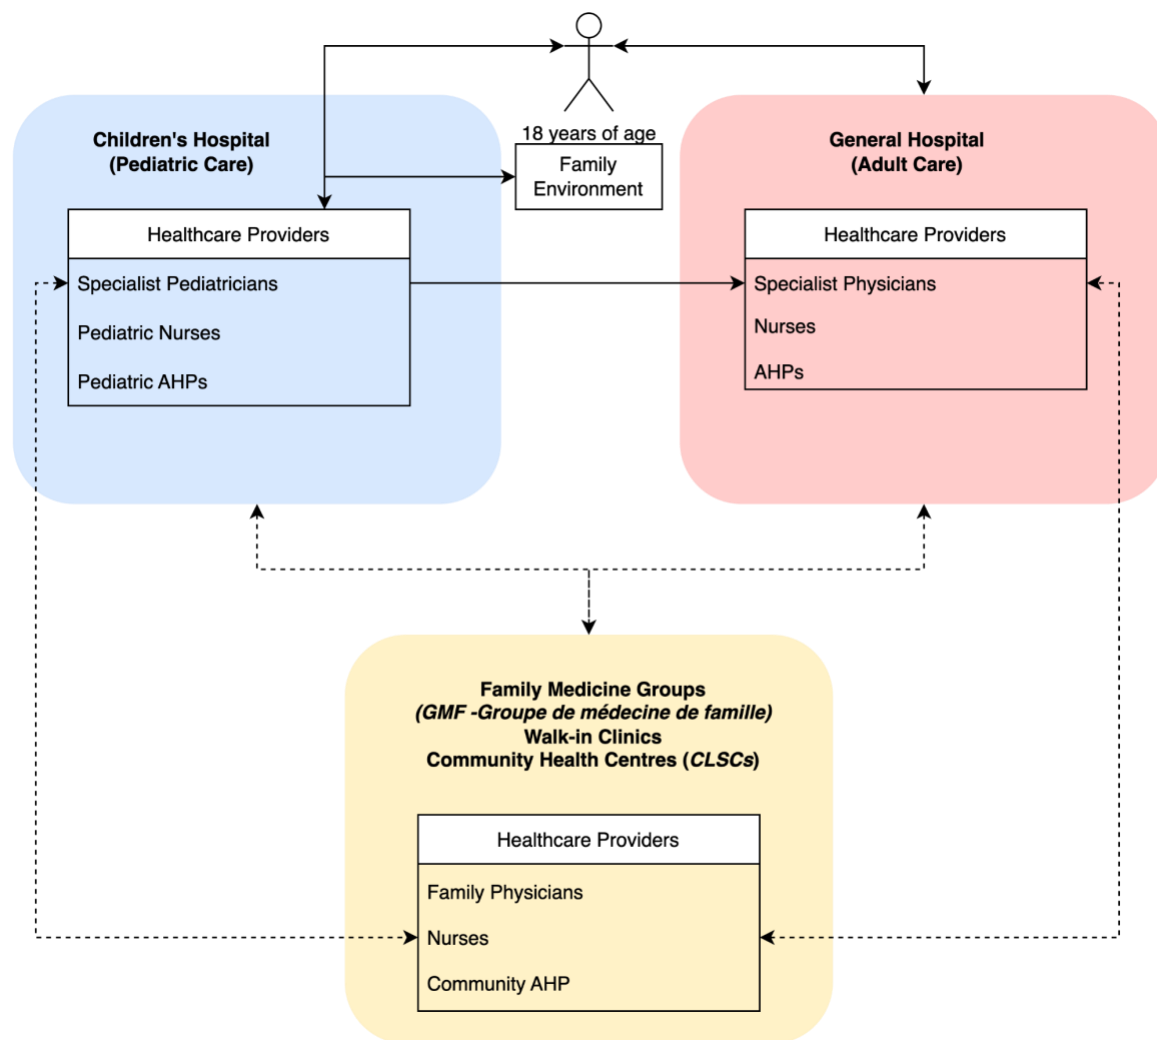 18 years of age
Family
Environment
Children's Hospital
(Pediatric Care)
Healthcare Providers
Specialist Pediatricians
Pediatric Nurses
Pediatric AHPs
General Hospital
(Adult Care)
Healthcare Providers
Specialist Physicians
Nurses
AHPs
Family Medicine Groups
(GMF -Groupe de médecine de famille)
Walk-in Clinics
Community Health Centres (CLSCs)
Healthcare Providers
Family Physicians
Nurses
Community AHP